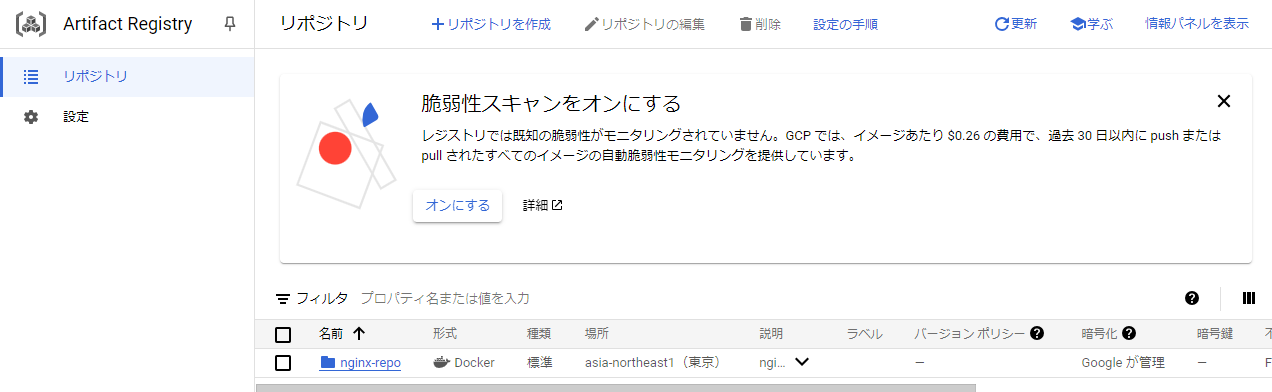 Artifact Registry
リポジトリ
リポジトリを作成
リポジトリの編集
削除
設定の手順
更新
学ぶ
情報パネルを表示
リポジトリ
設定
脆弱性スキャンをオンにする
レジストリでは既知の脆弱性がモニタリングされていません。GCP では、イメージあたり $0.26 の費用で、過去 30 日以内に push または
pull されたすべてのイメージの自動脆弱性モニタリングを提供しています。
オンにする 詳細
フィルタ プロパティ名または値を入力
名前 形式 種類 場所 説明 ラベル バージョン ポリシー 暗号化 暗号鍵 不
nginx-repo Docker 標準 asia-northeast1（東京） ngi... — Google が管理 — F